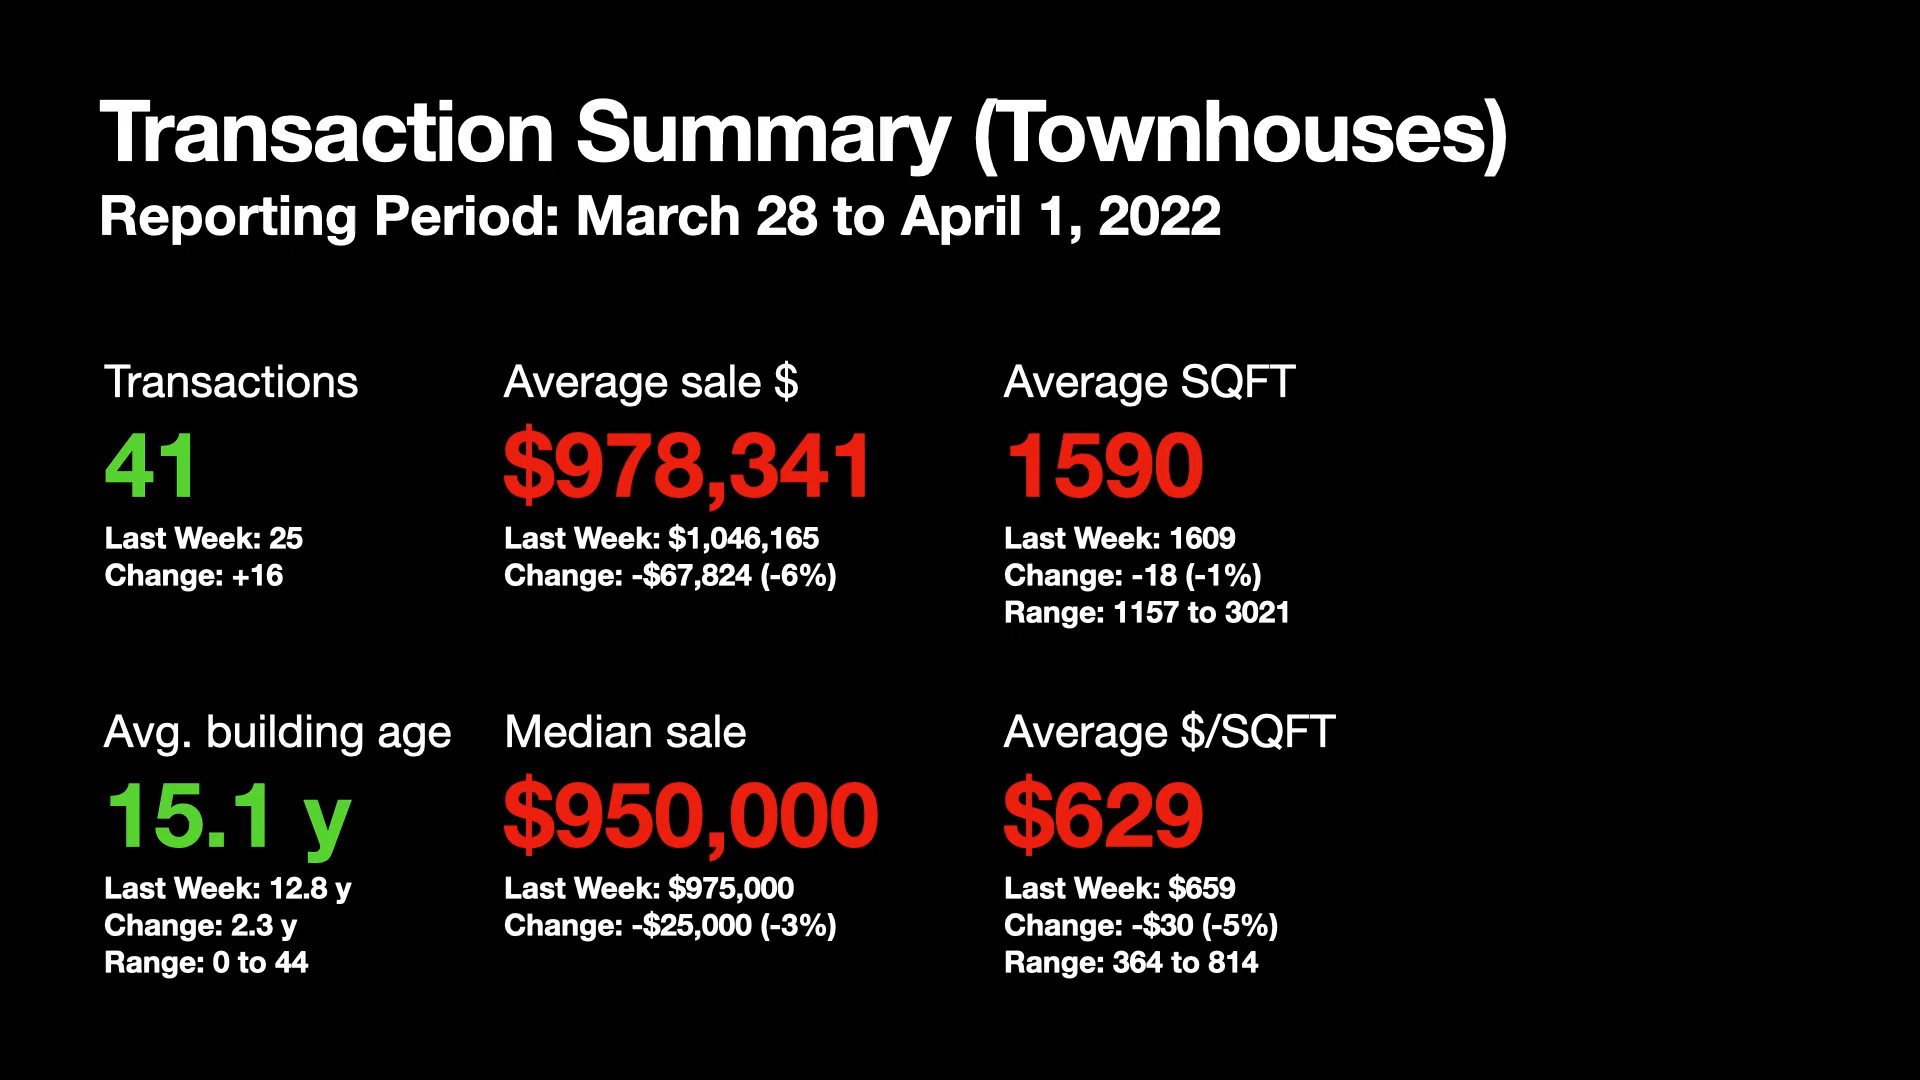 Transaction Summary (Townhouses)
Reporting Period: March 28 to April 1, 2022
Transactions
41
Last Week: 25
Change: +16
Average sale $
$978,341
Last Week: $1,046,165
Change: -$67,824 (-6%)
Average SQFT
1590
Last Week: 1609
Change: -18 (-1%)
Range: 1157 to 3021
Avg. building age
15.1 y
Last Week: 12.8 y
Change: 2.3 y
Range: 0 to 44
Median sale
$950,000
Last Week: $975,000
Change: -$25,000 (-3%)
Average $/SQFT
$629
Last Week: $659
Change: -$30 (-5%)
Range: 364 to 814